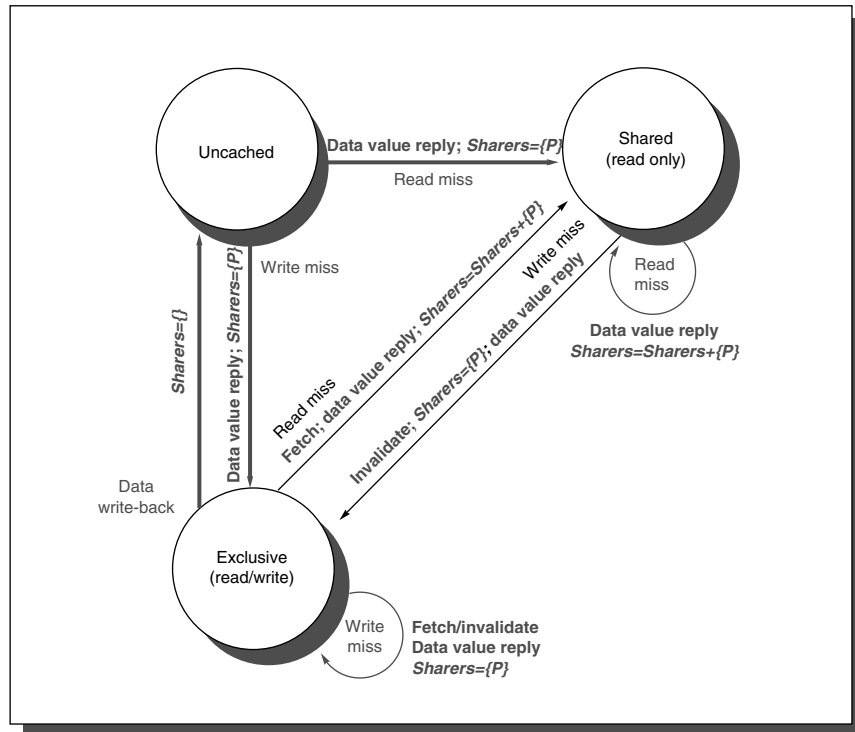 Uncached
Data value reply; Sharers={P}
Read miss
Shared
(read only)
Write miss
Data value reply; Sharers={P}
Sharers={}
Data
write-back
Read miss
Fetch; data value reply; Sharers=Sharers+{P}
Write miss
Invalidate; Sharers={P}; data value reply
Read
miss
Data value reply
Sharers=Sharers+{P}
Exclusive
(read/write)
Write
miss
Fetch/invalidate
Data value reply
Sharers={P}